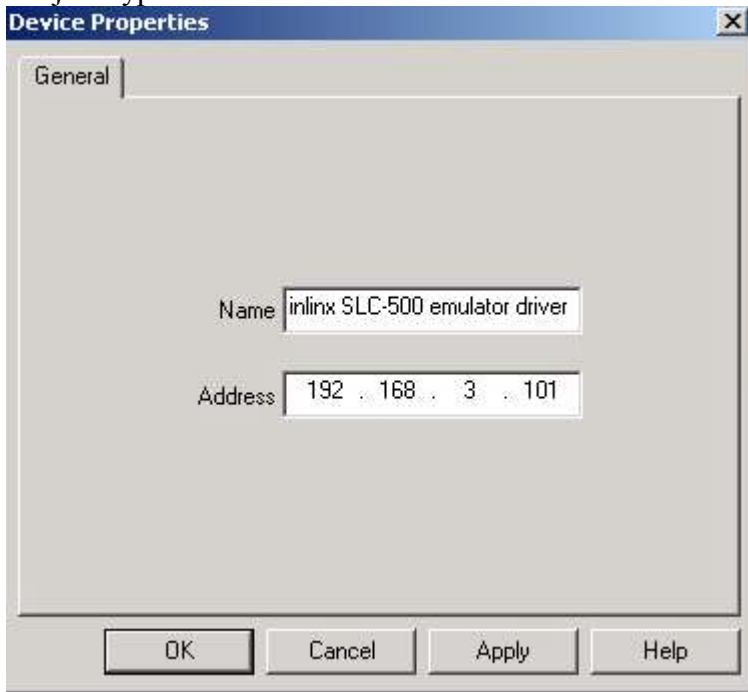 Device Properties
General
Name inlinx SLC-500 emulator driver
Address 192 . 168 . 3 . 101
OK Cancel Apply Help